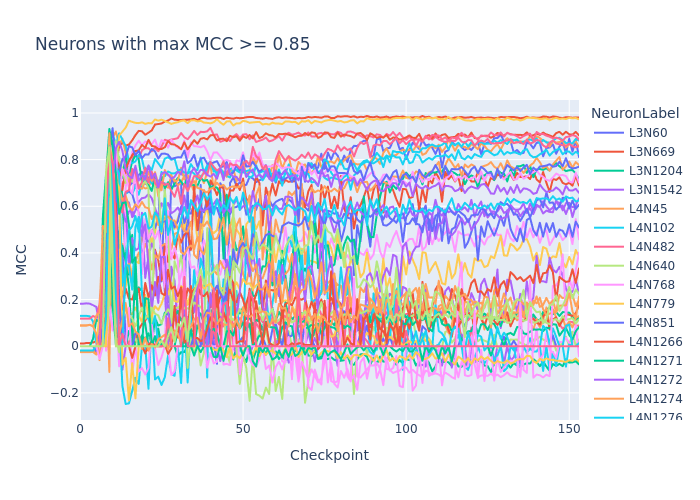 Neurons with max MCC >= 0.85
NeuronLabel
L3N60
L3N669
L3N1204
L3N1542
L4N45
L4N102
L4N482
L4N640
L4N768
L4N779
L4N851
L4N1266
L4N1271
L4N1272
L4N1274
L4N1276
1
0.8
0.6
0.4
0.2
0
−0.2
MCC
0
50
100
150
Checkpoint